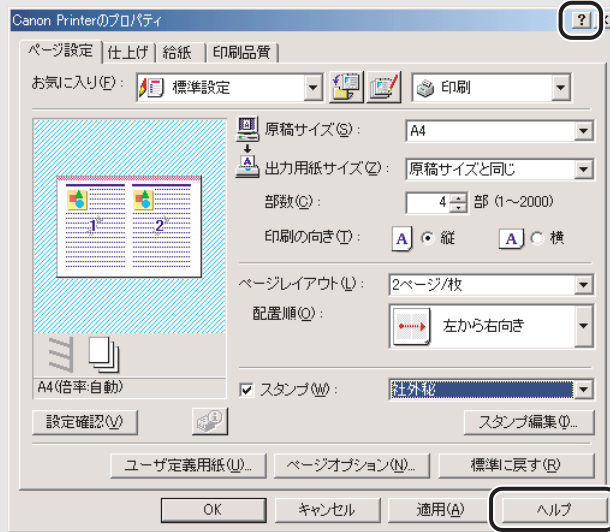 Canon Printerのプロパティ ?
ページ設定 仕上げ 給紙 印刷品質
お気に入り(F)： 標準設定 印刷
原稿サイズ(S)： A4
出力用紙サイズ(Z)： 原稿サイズと同じ
部数(C)： 4 部 (1～2000)
印刷の向き(T)： A 縦 A 横
1 2
ページレイアウト(L)： 2ページ/枚
配置順(O)： 左から右向き
A4(倍率:自動)
スタンプ(W)： 社外秘
設定確認(V) スタンプ編集(I)...
ユーザ定義用紙(U)... ページオプション(N)... 標準に戻す(R)
OK キャンセル 適用(A) ヘルプ